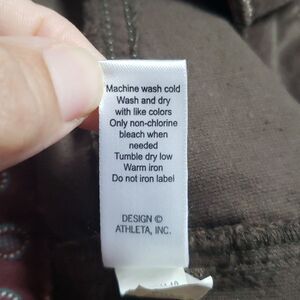 Machine wash cold
Wash and dry
with like colors
Only non-chlorine
bleach when
needed
Tumble dry low
Warm iron
Do not iron label
DESIGN ©
ATHLETA, INC.